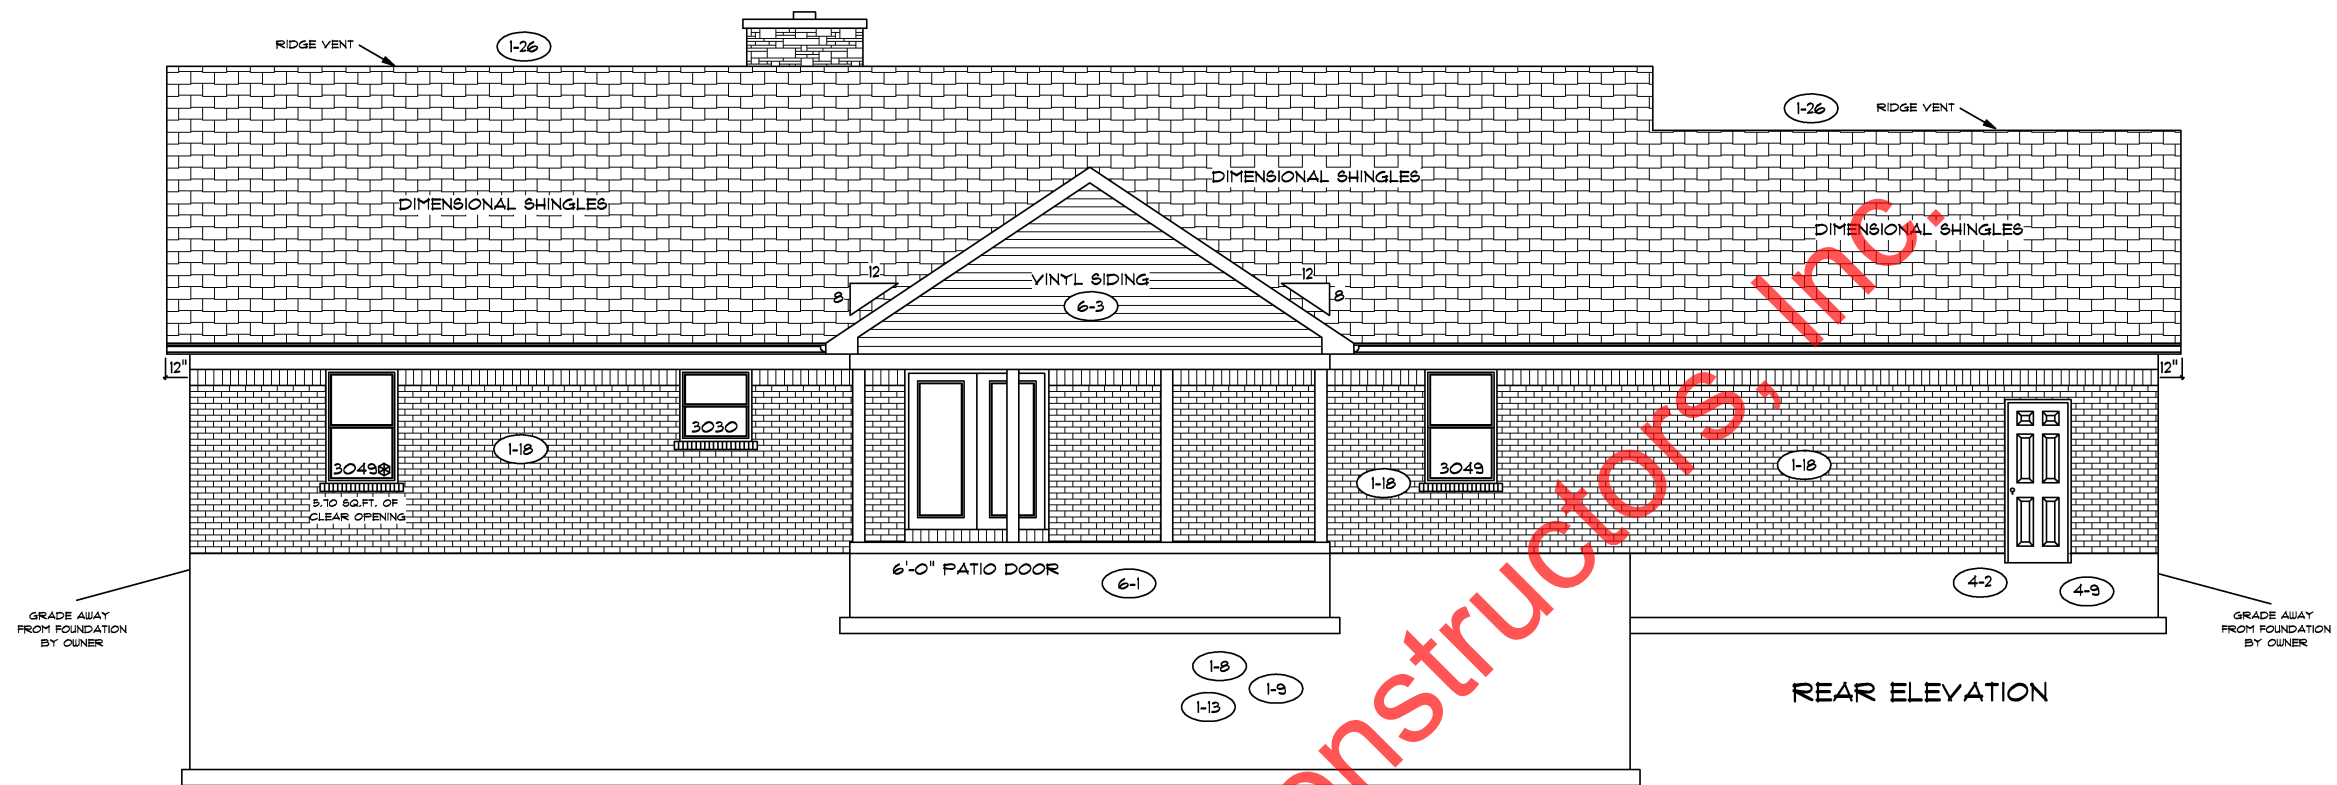 RIDGE VENT
1-26
1-26
RIDGE VENT
DIMENSIONAL SHINGLES
DIMENSIONAL SHINGLES
DIMENSIONAL SHINGLES
12
8
VINYL SIDING
6-3
12
8
12"
12"
3049
5.70 SQ.FT. OF
CLEAR OPENING
1-18
3030
1-18
3049
1-18
6'-0" PATIO DOOR
6-1
4-2
4-9
GRADE AWAY
FROM FOUNDATION
BY OWNER
GRADE AWAY
FROM FOUNDATION
BY OWNER
1-8
1-9
1-13
REAR ELEVATION
onstructors, Inc.